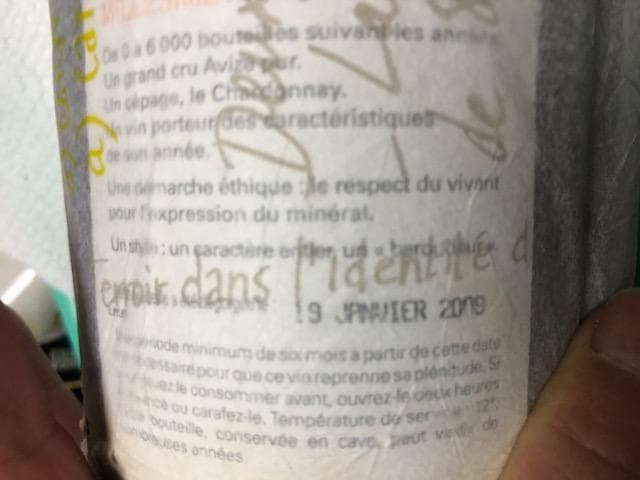 De 0 à 6 000 bouteilles suivant les années
Un grand cru Avize pur.
Un cépage, le Chardonnay.
Un vin porteur des caractéristiques
de son année.
Une démarche éthique : le respect du vivant
pour l'expression du minéral.
Un style : un caractère entier, un «
Terroir dans l'identité d
19 JANVIER 2009
période minimum de six mois à partir de cette date
nécessaire pour que ce vin reprenne sa plénitude. Si
le consommer avant, ouvrez-le deux heures
ou carafez-le. Température de 12°.
bouteille, conservée en cave, peut vieillir de
nombreuses années.
a)
de